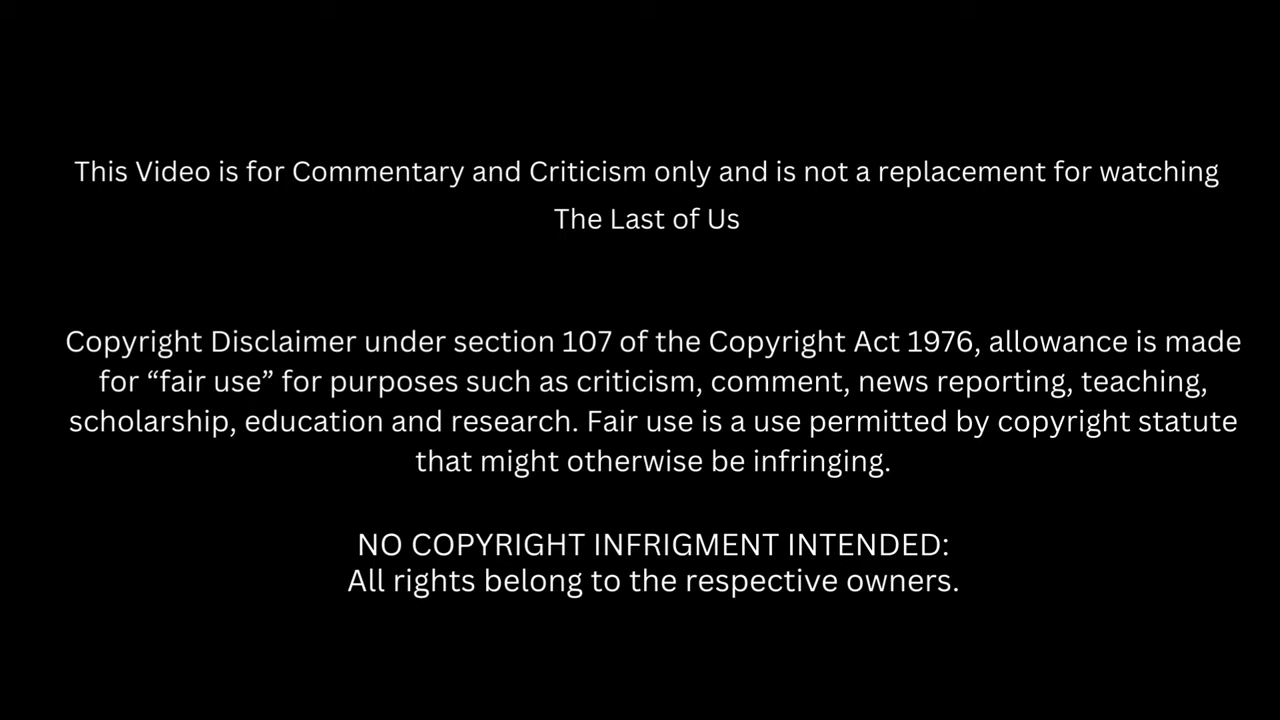 This Video is for Commentary and Criticism only and is not a replacement for watching
The Last of Us
Copyright Disclaimer under section 107 of the Copyright Act 1976, allowance is made
for “fair use” for purposes such as criticism, comment, news reporting, teaching,
scholarship, education and research. Fair use is a use permitted by copyright statute
that might otherwise be infringing.
NO COPYRIGHT INFRIGMENT INTENDED:
All rights belong to the respective owners.